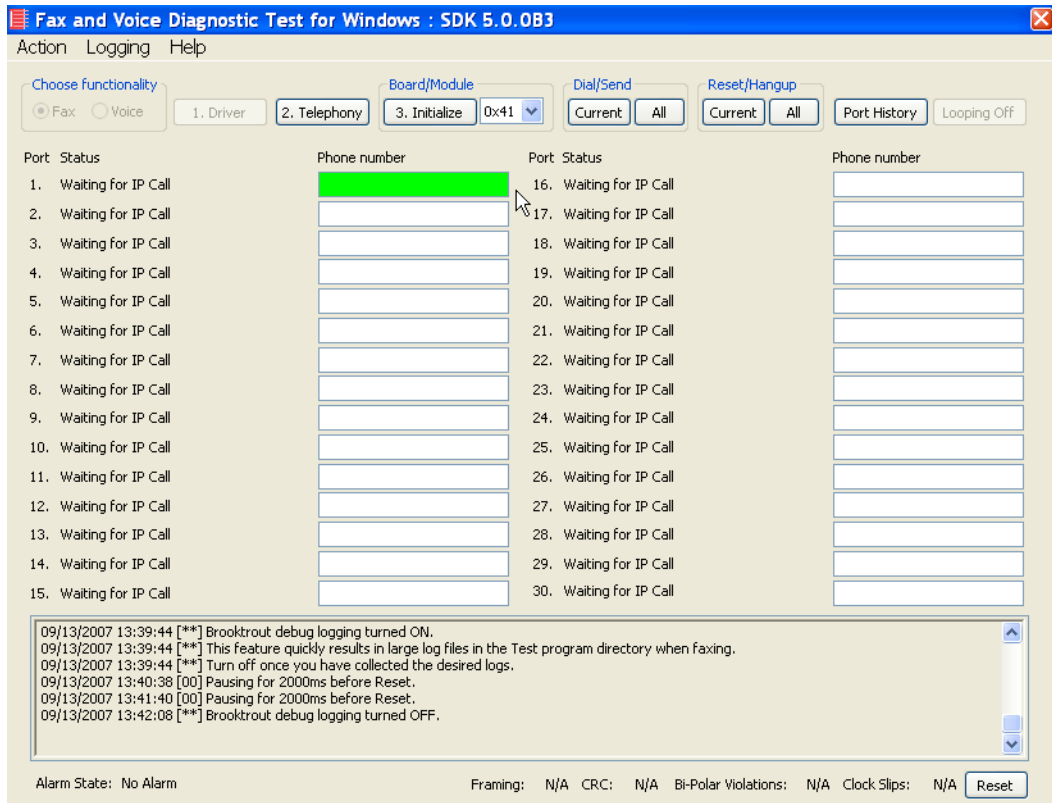 Fax and Voice Diagnostic Test for Windows : SDK 5.0.0B3
Action Logging Help
Choose functionality Board/Module Dial/Send Reset/Hangup
Fax Voice 1. Driver 2. Telephony 3. Initialize 0x41 Current All Current All Port History Looping Off
Port Status Phone number Port Status Phone number
1. Waiting for IP Call 16. Waiting for IP Call
2. Waiting for IP Call 17. Waiting for IP Call
3. Waiting for IP Call 18. Waiting for IP Call
4. Waiting for IP Call 19. Waiting for IP Call
5. Waiting for IP Call 20. Waiting for IP Call
6. Waiting for IP Call 21. Waiting for IP Call
7. Waiting for IP Call 22. Waiting for IP Call
8. Waiting for IP Call 23. Waiting for IP Call
9. Waiting for IP Call 24. Waiting for IP Call
10. Waiting for IP Call 25. Waiting for IP Call
11. Waiting for IP Call 26. Waiting for IP Call
12. Waiting for IP Call 27. Waiting for IP Call
13. Waiting for IP Call 28. Waiting for IP Call
14. Waiting for IP Call 29. Waiting for IP Call
15. Waiting for IP Call 30. Waiting for IP Call
09/13/2007 13:39:44 [**] Brooktrout debug logging turned ON.
09/13/2007 13:39:44 [**] This feature quickly results in large log files in the Test program directory when faxing.
09/13/2007 13:39:44 [**] Turn off once you have collected the desired logs.
09/13/2007 13:40:38 [00] Pausing for 2000ms before Reset.
09/13/2007 13:41:40 [00] Pausing for 2000ms before Reset.
09/13/2007 13:42:08 [**] Brooktrout debug logging turned OFF.
Alarm State: No Alarm Framing: N/A CRC: N/A Bi-Polar Violations: N/A Clock Slips: N/A Reset